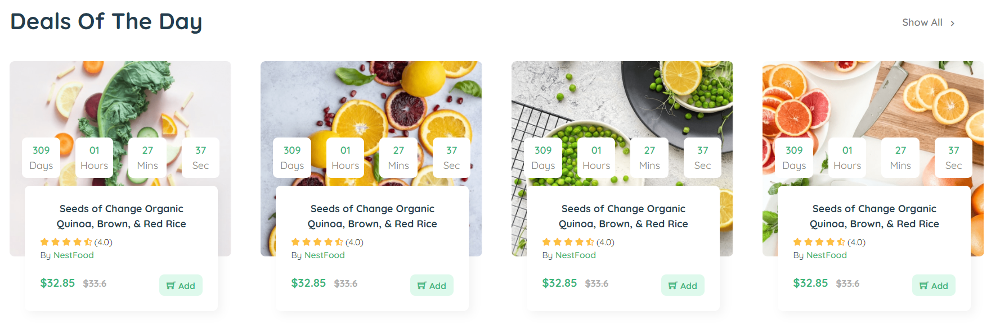 Deals Of The Day
Show All
309 01 27 37
Days Hours Mins Sec
Seeds of Change Organic
Quinoa, Brown, & Red Rice
(4.0)
By NestFood
$32.85 $33.6 Add
309 01 27 37
Days Hours Mins Sec
Seeds of Change Organic
Quinoa, Brown, & Red Rice
(4.0)
By NestFood
$32.85 $33.6 Add
309 01 27 37
Days Hours Mins Sec
Seeds of Change Organic
Quinoa, Brown, & Red Rice
(4.0)
By NestFood
$32.85 $33.6 Add
309 01 27 37
Days Hours Mins Sec
Seeds of Change Organic
Quinoa, Brown, & Red Rice
(4.0)
By NestFood
$32.85 $33.6 Add